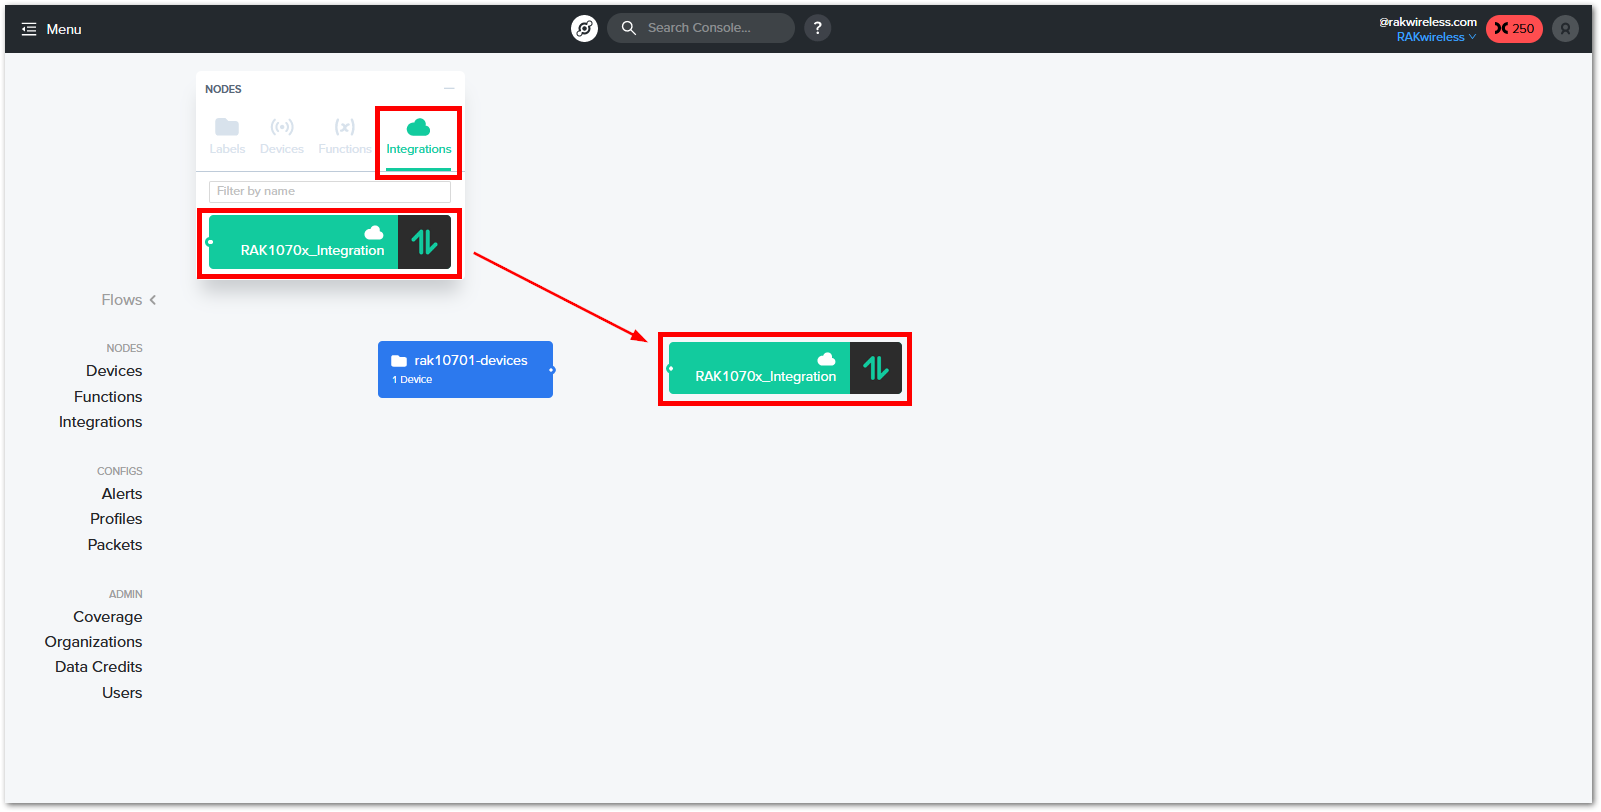 Menu
Search Console...
?
@rakwireless.com
RAKwireless
250
NODES
Labels
Devices
Functions
Integrations
Filter by name
RAK1070x_Integration
Flows
NODES
Devices
Functions
Integrations
CONFIGS
Alerts
Profiles
Packets
ADMIN
Coverage
Organizations
Data Credits
Users
rak10701-devices
1 Device
RAK1070x_Integration